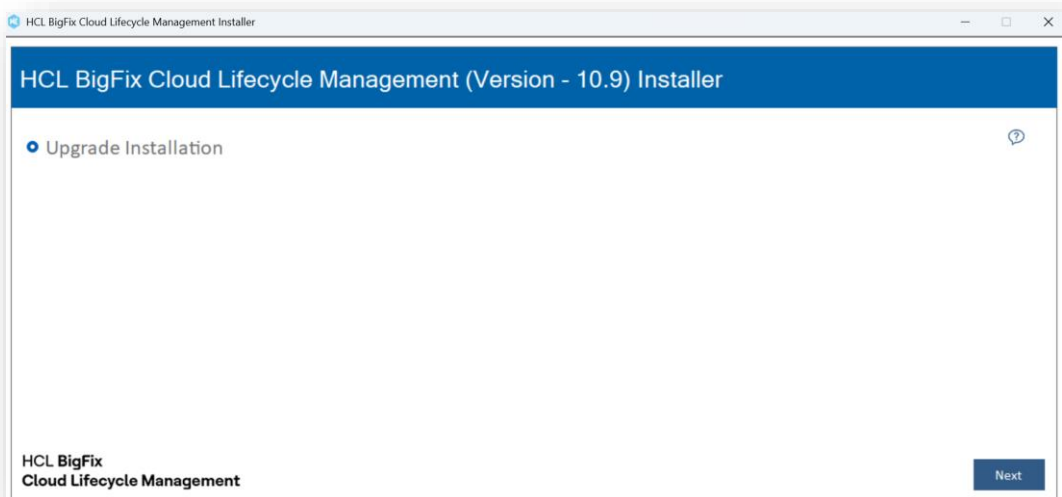 HCL BigFix Cloud Lifecycle Management Installer
HCL BigFix Cloud Lifecycle Management (Version - 10.9) Installer
Upgrade Installation
?
HCL BigFix
Cloud Lifecycle Management
Next